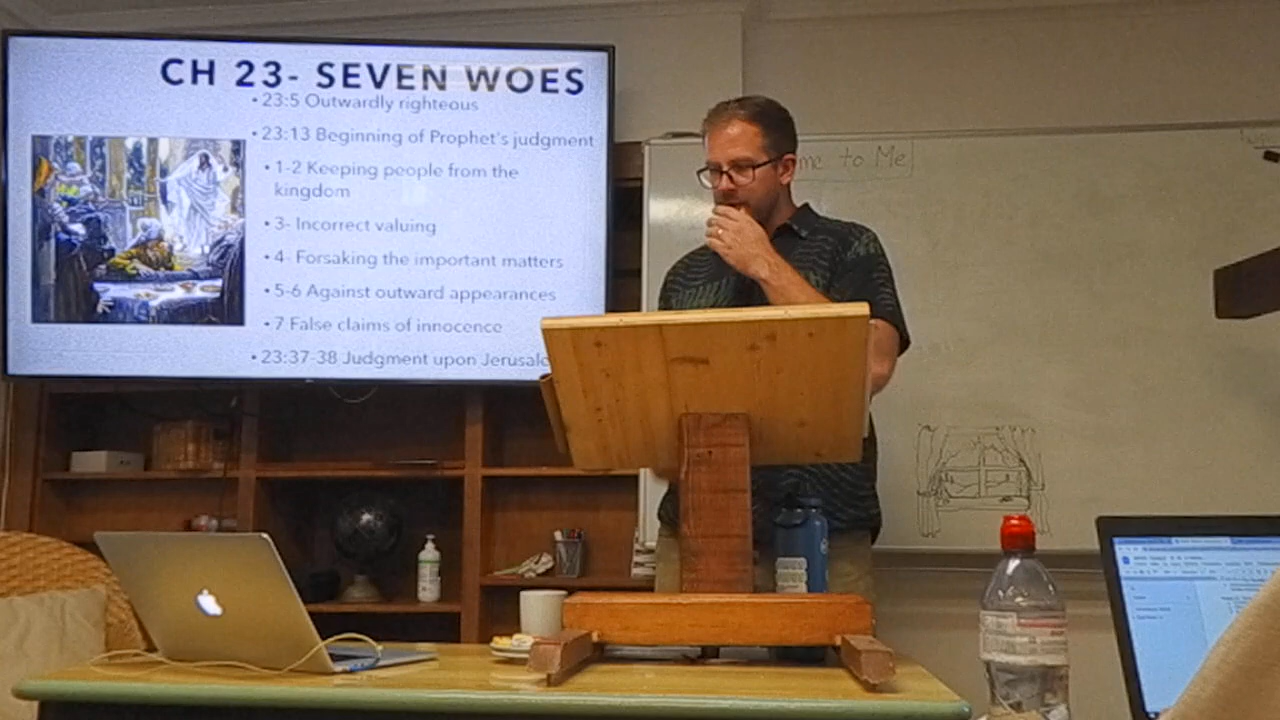 CH 23- SEVEN WOES
• 23:5 Outwardly righteous
• 23:13 Beginning of Prophet's judgment
• 1-2 Keeping people from the
kingdom
• 3- Incorrect valuing
• 4- Forsaking the important matters
• 5-6 Against outward appearances
• 7 False claims of innocence
• 23:37-38 Judgment upon Jerusale
me to Me